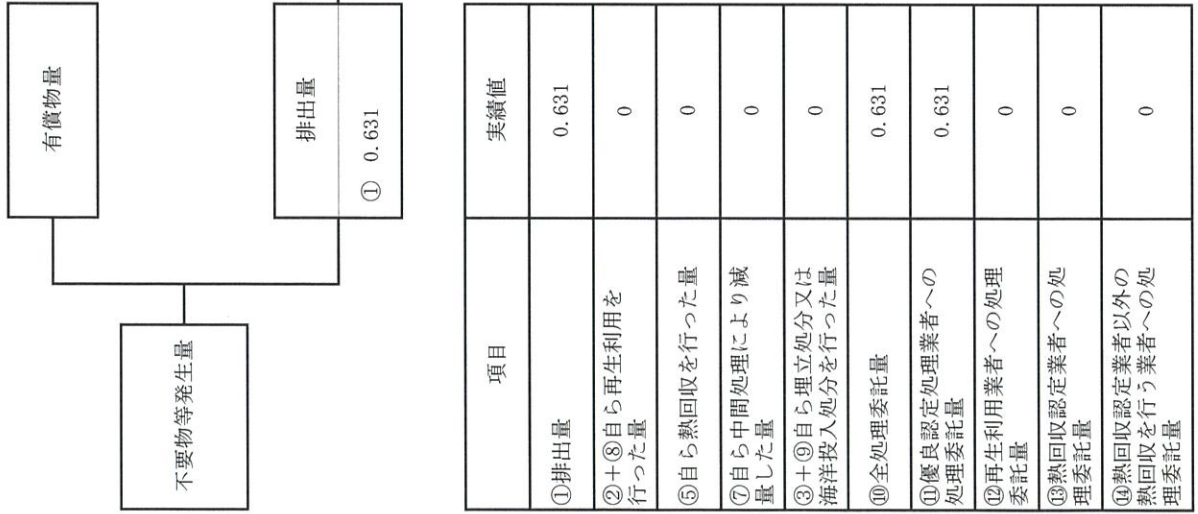 不要物等発生量
有償物量
排出量
① 0.631
項目
実績値
①排出量
0.631
②+⑧自ら再生利用を
行った量
0
⑤自ら熱回収を行った量
0
⑦自ら中間処理により減
量した量
0
③+⑨自ら埋立処分又は
海洋投入処分を行った量
0
⑩全処理委託量
0.631
⑪優良認定処理業者への
処理委託量
0.631
⑫再生利用業者への処理
委託量
0
⑬熱回収認定業者への処
理委託量
0
⑭熱回収認定業者以外の
熱回収を行う業者への処
理委託量
0